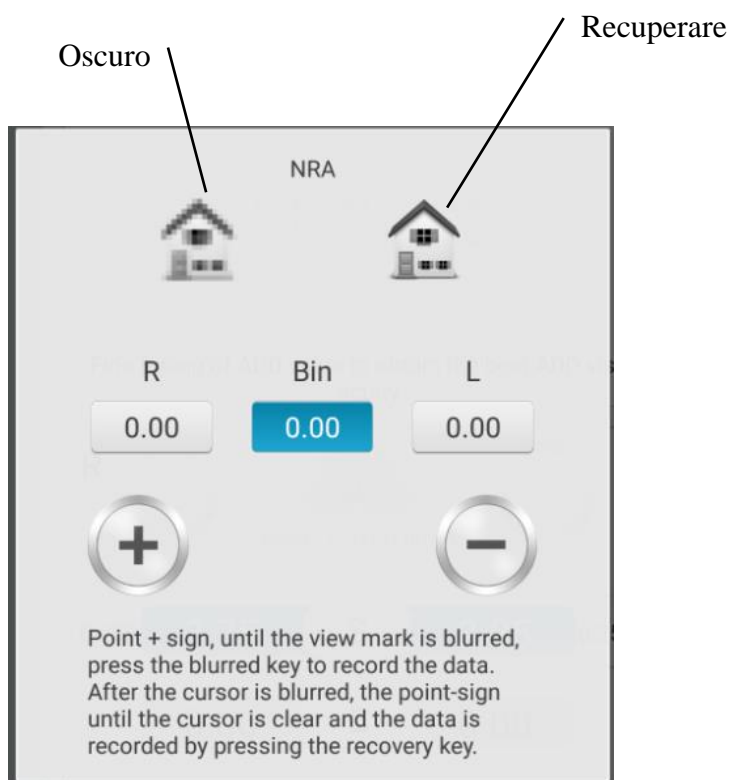 Recuperare
Oscuro
NRA
R Bin L
0.00 0.00 0.00
+ −
Point + sign, until the view mark is blurred,
press the blurred key to record the data.
After the cursor is blurred, the point-sign
until the cursor is clear and the data is
recorded by pressing the recovery key.